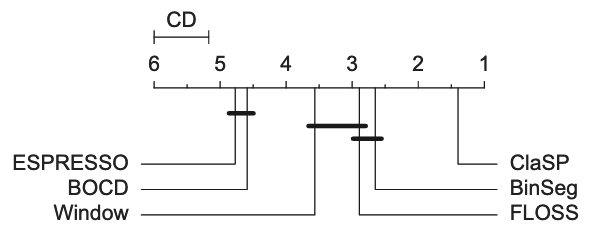 CD
6 5 4 3 2 1
ESPRESSO ClaSP
BOCD BinSeg
Window FLOSS